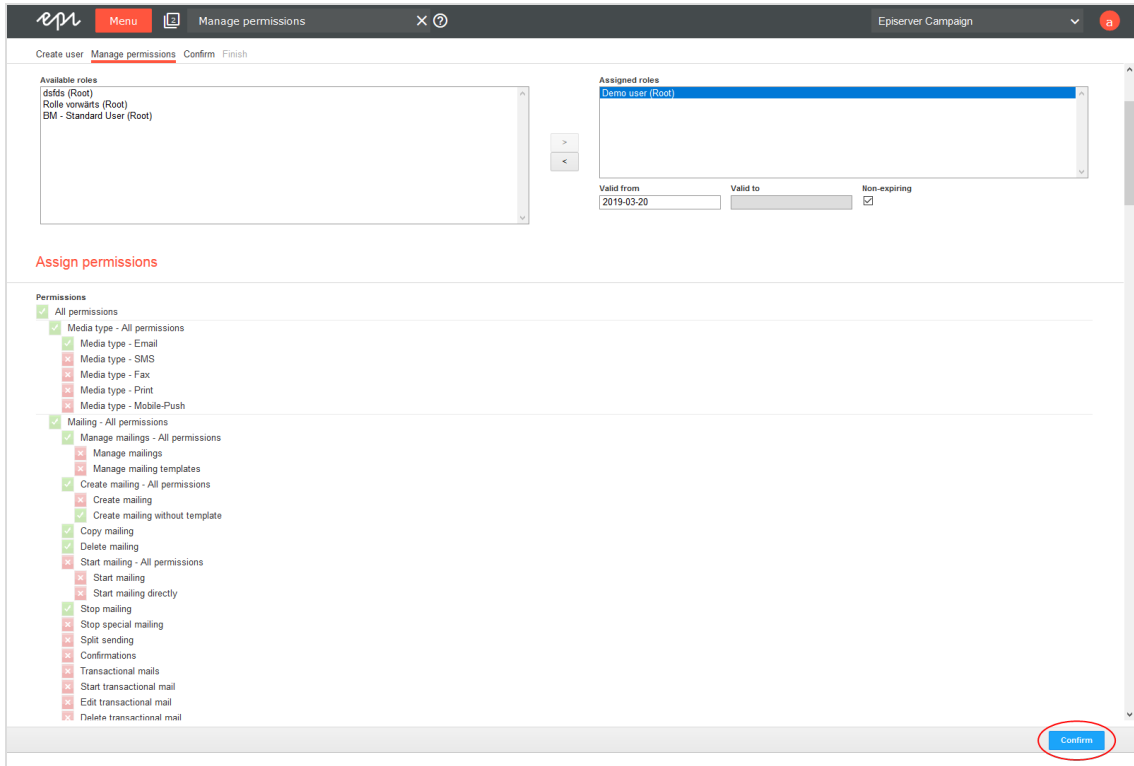 epi Menu 2 Manage permissions Episerver Campaign a
Create user Manage permissions Confirm Finish
Available roles
dsfds (Root)
Rolle vorwärts (Root)
BM - Standard User (Root)
>
<
Assigned roles
Demo user (Root)
Valid from Valid to Non-expiring
2019-03-20
Assign permissions
Permissions
All permissions
Media type - All permissions
Media type - Email
Media type - SMS
Media type - Fax
Media type - Print
Media type - Mobile-Push
Mailing - All permissions
Manage mailings - All permissions
Manage mailings
Manage mailing templates
Create mailing - All permissions
Create mailing
Create mailing without template
Copy mailing
Delete mailing
Start mailing - All permissions
Start mailing
Start mailing directly
Stop mailing
Stop special mailing
Split sending
Confirmations
Transactional mails
Start transactional mail
Edit transactional mail
Delete transactional mail
Confirm